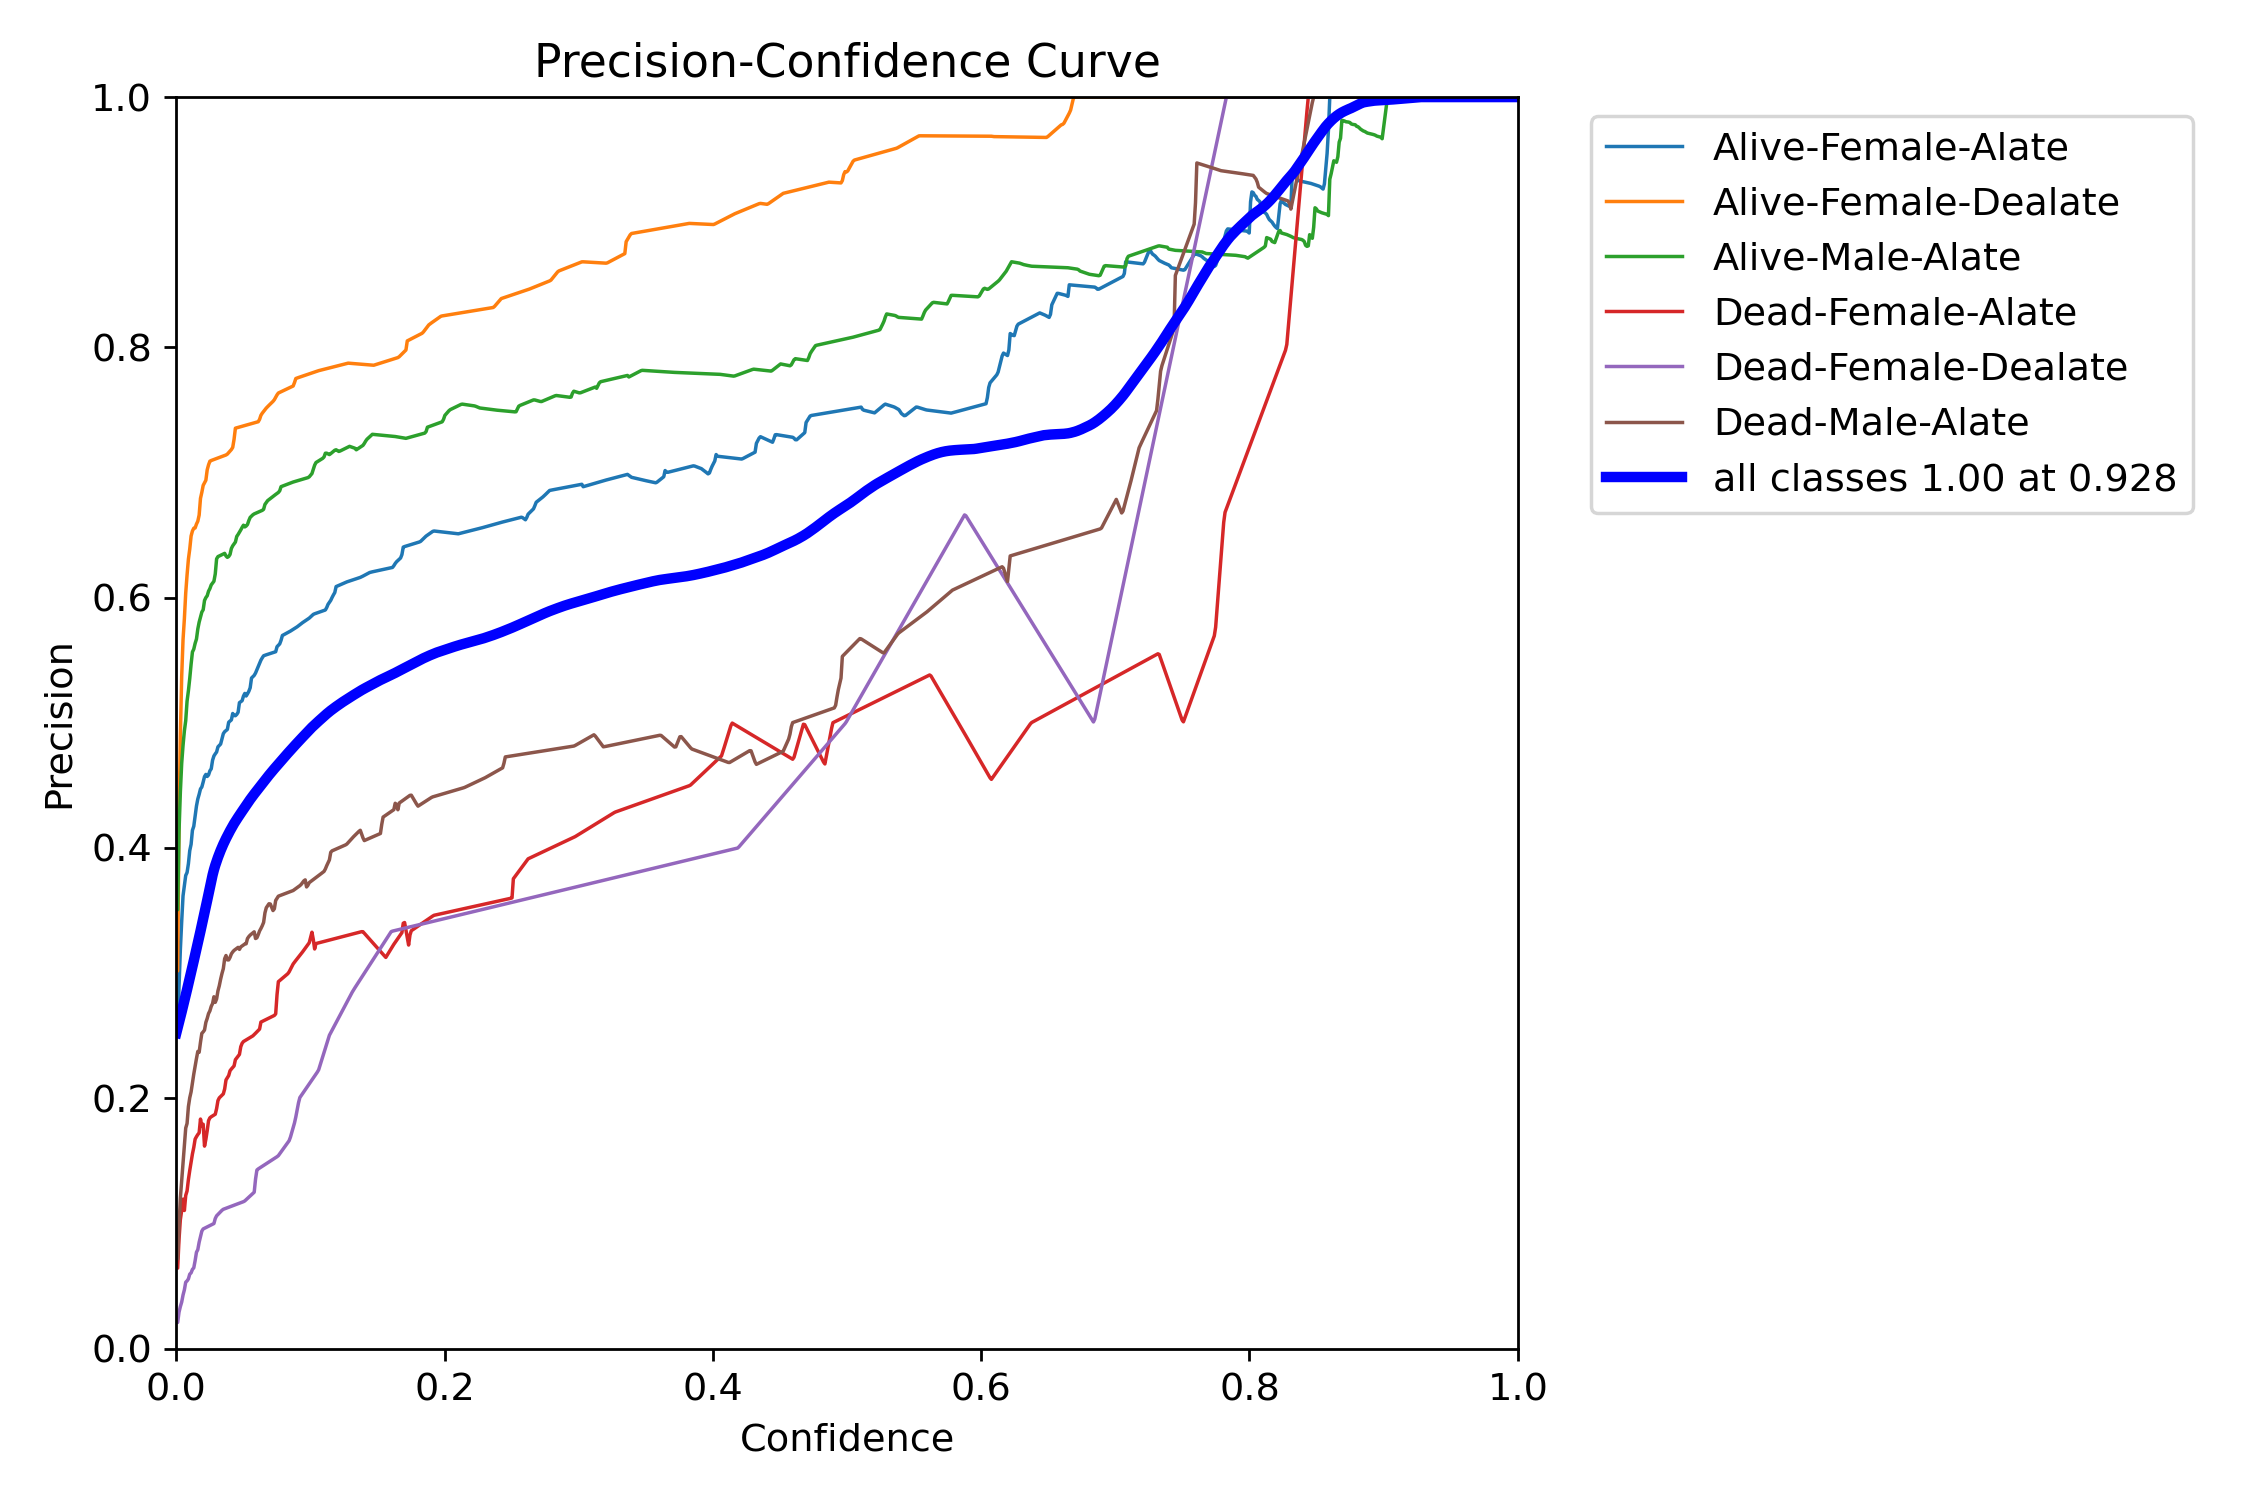 Precision-Confidence Curve
1.0
0.8
0.6
0.4
0.2
0.0
Precision
0.0 0.2 0.4 0.6 0.8 1.0
Confidence
Alive-Female-Alate
Alive-Female-Dealate
Alive-Male-Alate
Dead-Female-Alate
Dead-Female-Dealate
Dead-Male-Alate
all classes 1.00 at 0.928